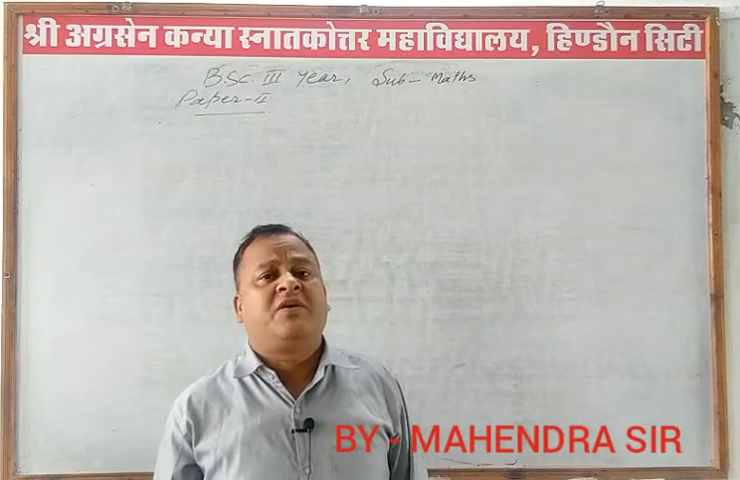 श्री अग्रसेन कन्या स्नातकोत्तर महाविद्यालय, हिण्डौन सिटी
B.Sc. III Year, Sub- Maths
Paper-II
BY- MAHENDRA SIR